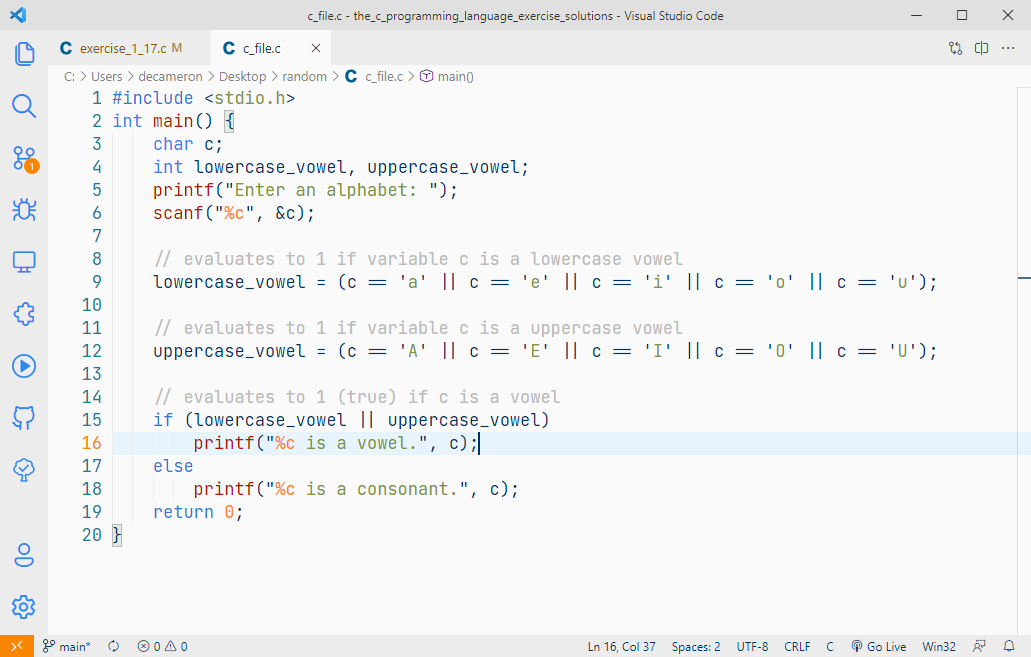 c_file.c - the_c_programming_language_exercise_solutions - Visual Studio Code
C exercise_1_17.c M
C c_file.c
C: > Users > decameron > Desktop > random > C c_file.c > main()
1 #include <stdio.h>
2 int main() {
3 char c;
4 int lowercase_vowel, uppercase_vowel;
5 printf("Enter an alphabet: ");
6 scanf("%c", &c);
7
8 // evaluates to 1 if variable c is a lowercase vowel
9 lowercase_vowel = (c == 'a' || c == 'e' || c == 'i' || c == 'o' || c == 'u');
10
11 // evaluates to 1 if variable c is a uppercase vowel
12 uppercase_vowel = (c == 'A' || c == 'E' || c == 'I' || c == 'O' || c == 'U');
13
14 // evaluates to 1 (true) if c is a vowel
15 if (lowercase_vowel || uppercase_vowel)
16 printf("%c is a vowel.", c);
17 else
18 printf("%c is a consonant.", c);
19 return 0;
20 }
1
main* 0 0 Ln 16, Col 37 Spaces: 2 UTF-8 CRLF C Go Live Win32